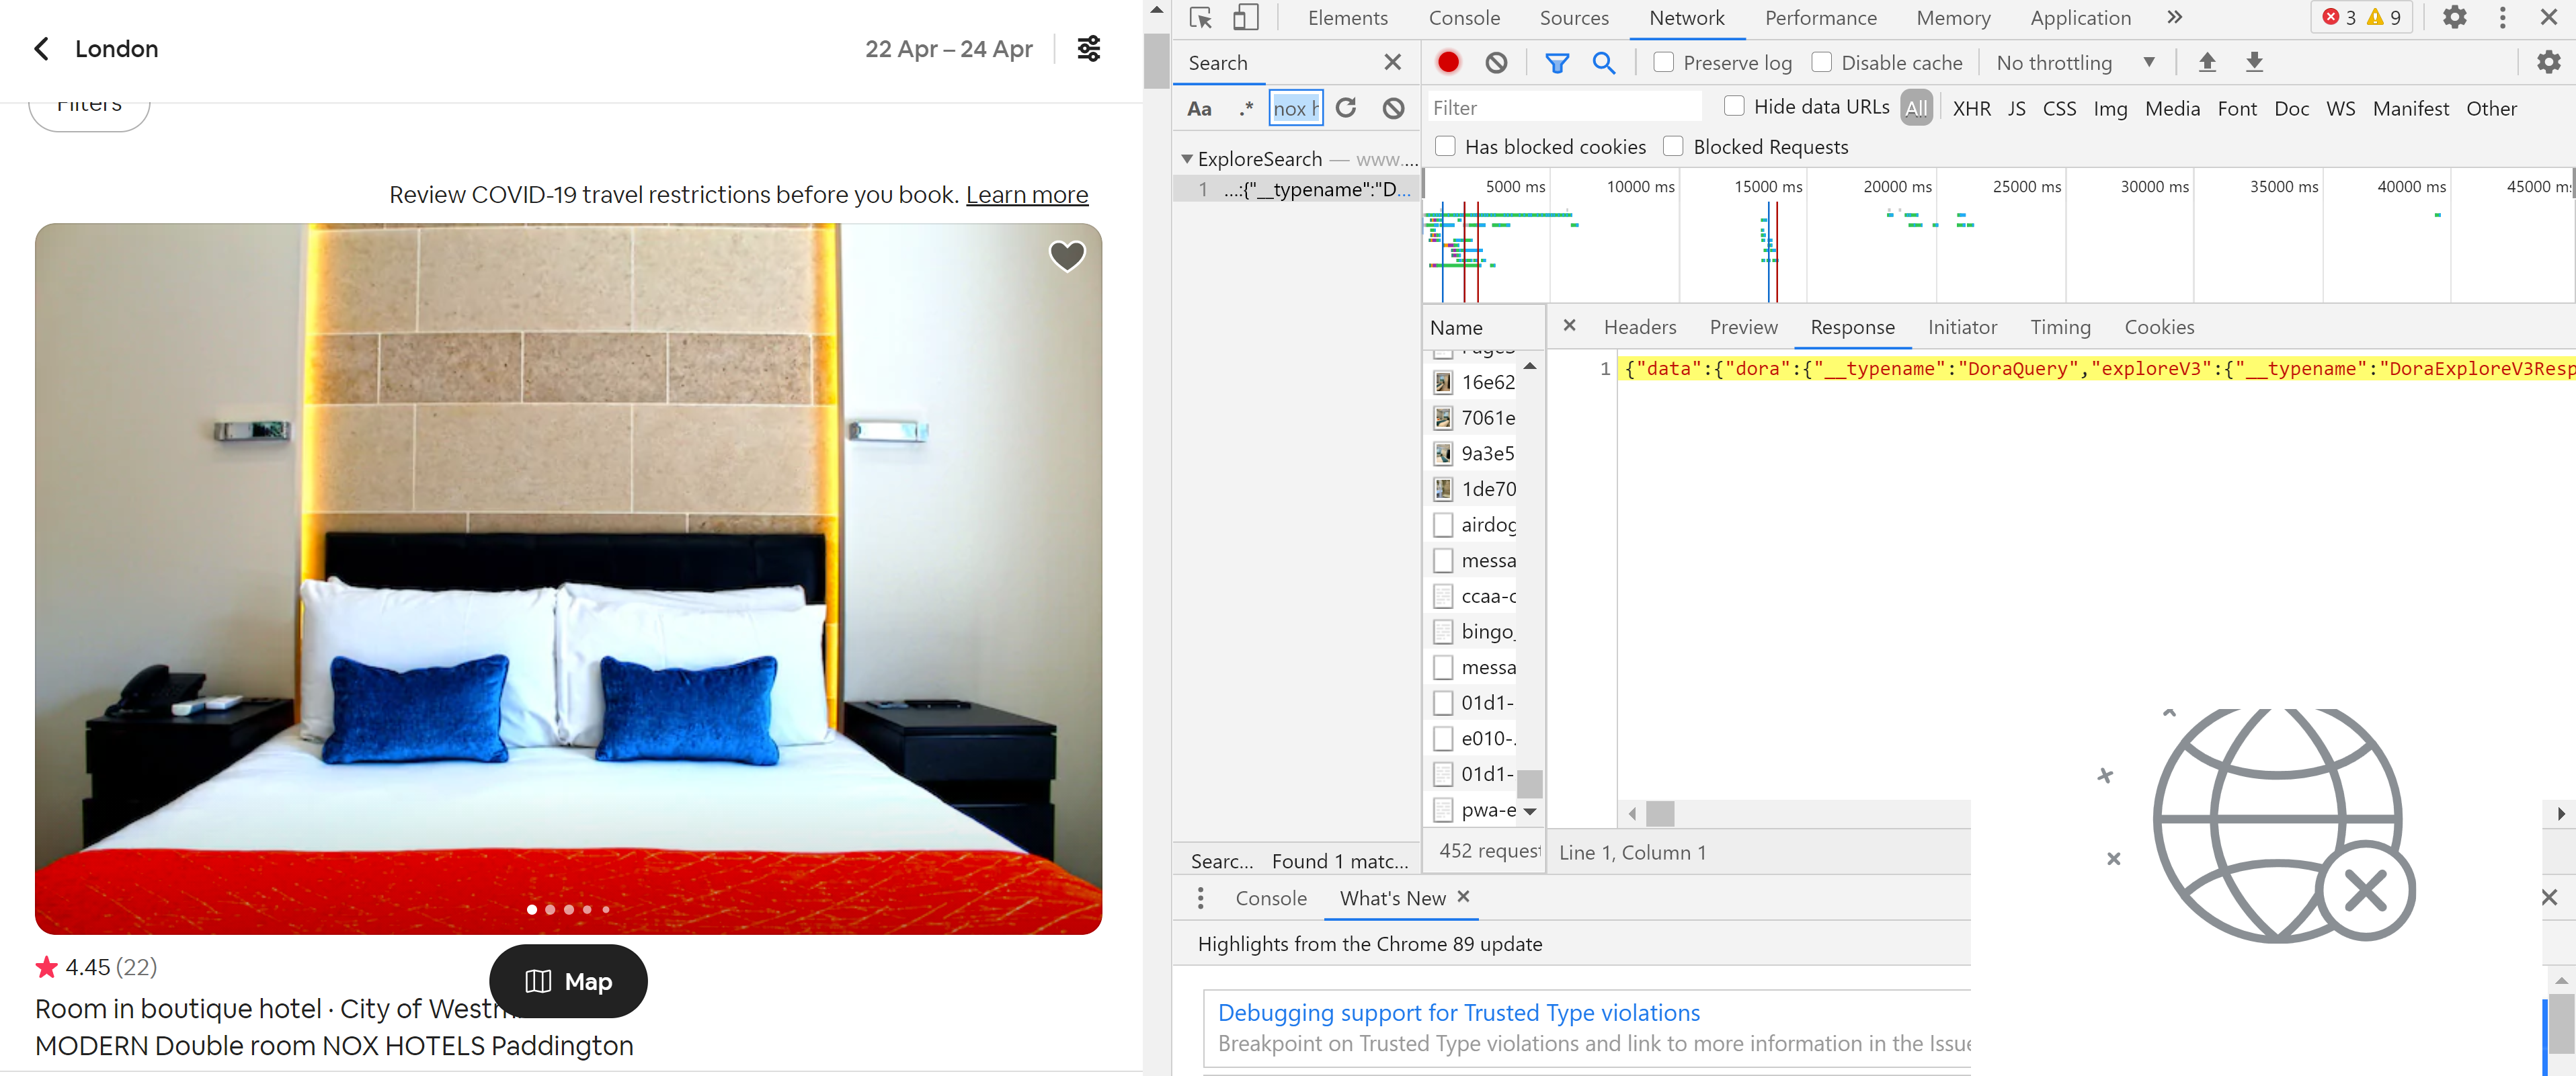 London
22 Apr – 24 Apr
Filters
Review COVID-19 travel restrictions before you book. Learn more
4.45 (22)
Map
Room in boutique hotel · City of
MODERN Double room NOX HOTELS Paddington
Elements Console Sources Network Performance Memory Application » 3 9
Search
Preserve log Disable cache No throttling
Aa .* nox h
Filter Hide data URLs All XHR JS CSS Img Media Font Doc WS Manifest Other
Has blocked cookies Blocked Requests
ExploreSearch — www....
1 ...:{"__typename":"D...
5000 ms 10000 ms 15000 ms 20000 ms 25000 ms 30000 ms 35000 ms 40000 ms 45000 m
Name
Headers Preview Response Initiator Timing Cookies
1 {"data":{"dora":{"__typename":"DoraQuery","exploreV3":{"__typename":"DoraExploreV3Resp
16e62
7061e
9a3e5
1de70
airdog
messa
ccaa-c
bingo_
messa
01d1-
e010-.
01d1-
pwa-e
Searc... Found 1 matc...
452 request
Line 1, Column 1
Console What's New
Highlights from the Chrome 89 update
Debugging support for Trusted Type violations
Breakpoint on Trusted Type violations and link to more information in the Issue